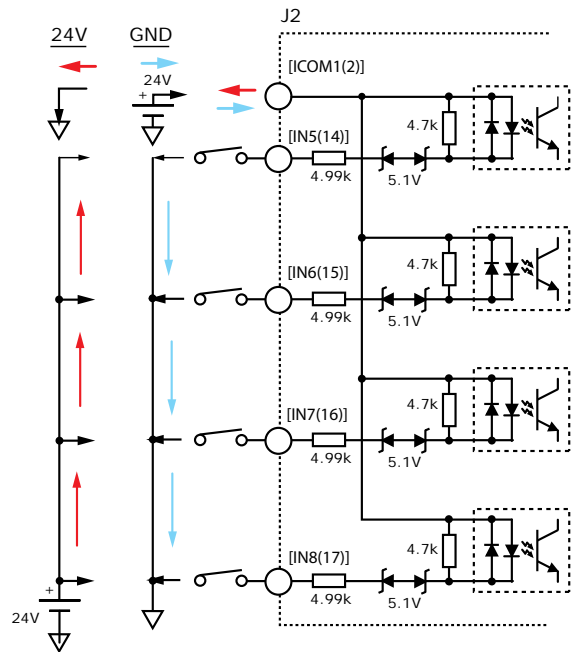 J2
24V GND
[ICOM1(2)]
+ 24V
4.7k
[IN5(14)]
4.99k
5.1V
[IN6(15)]
4.7k
4.99k
5.1V
[IN7(16)]
4.7k
4.99k
5.1V
[IN8(17)]
4.7k
4.99k
5.1V
+
24V